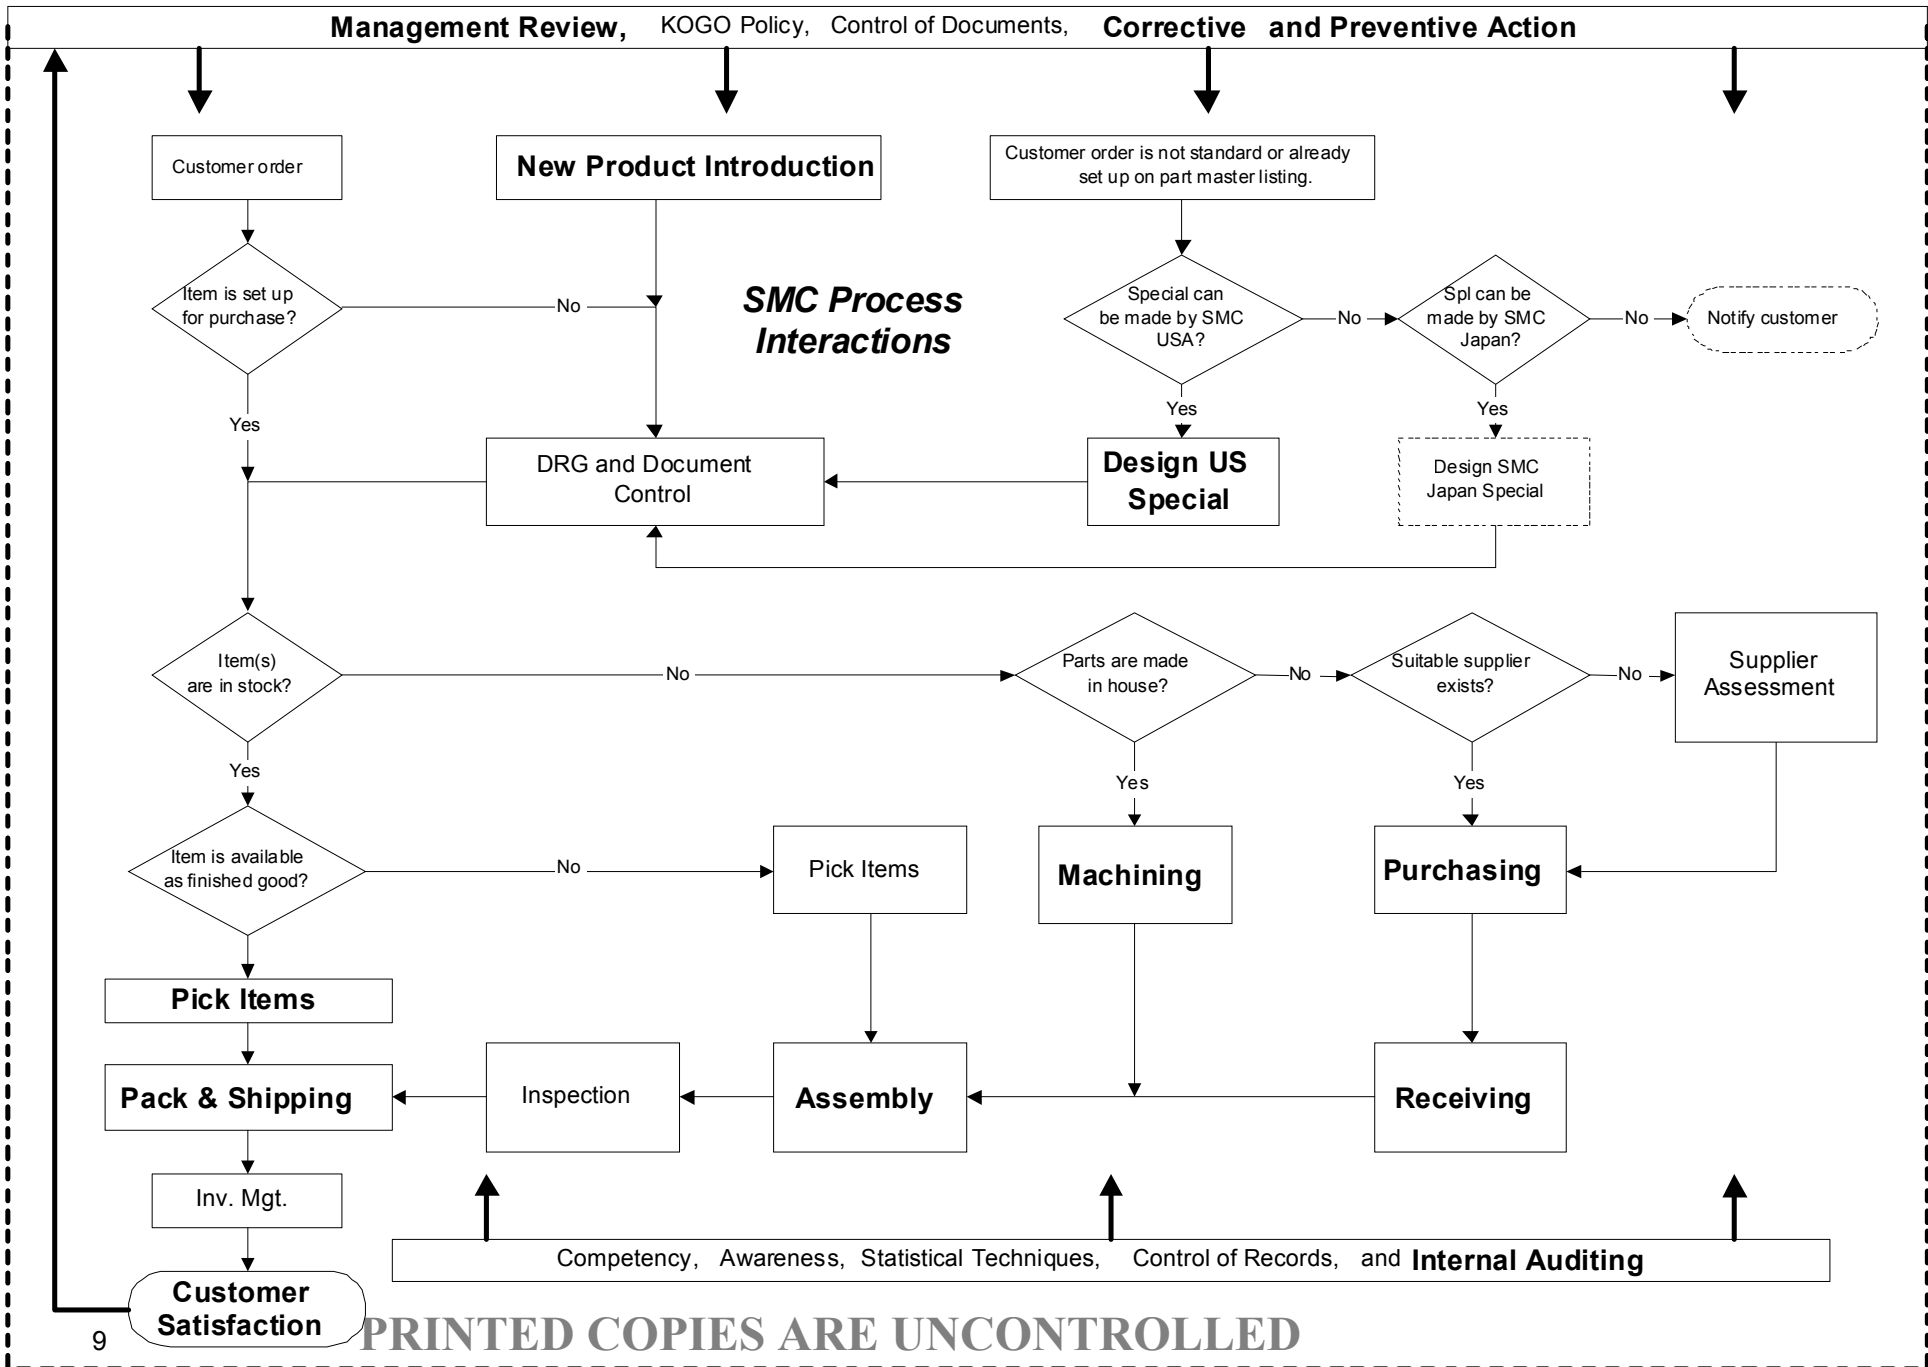 Management Review, KOGO Policy, Control of Documents, Corrective and Preventive Action
Customer order
New Product Introduction
Customer order is not standard or already
set up on part master listing.
Item is set up
for purchase?
No
SMC Process
Interactions
Special can
be made by SMC
USA?
No
Spl can be
made by SMC
Japan?
No
Notify customer
Yes
Yes
Yes
DRG and Document
Control
Design US
Special
Design SMC
Japan Special
Item(s)
are in stock?
No
Parts are made
in house?
No
Suitable supplier
exists?
No
Supplier
Assessment
Yes
Yes
Yes
Item is available
as finished good?
No
Pick Items
Machining
Purchasing
Pick Items
Pack & Shipping
Inspection
Assembly
Receiving
Inv. Mgt.
Competency, Awareness, Statistical Techniques, Control of Records, and Internal Auditing
Customer
Satisfaction
9
PRINTED COPIES ARE UNCONTROLLED